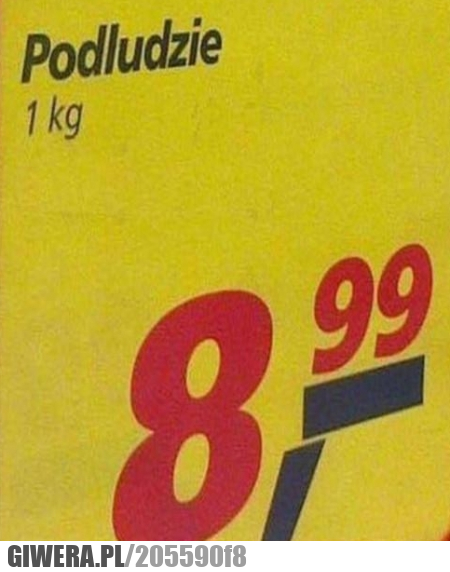 Podludzie
1 kg
8,99
GIWERA.PL/205590f8